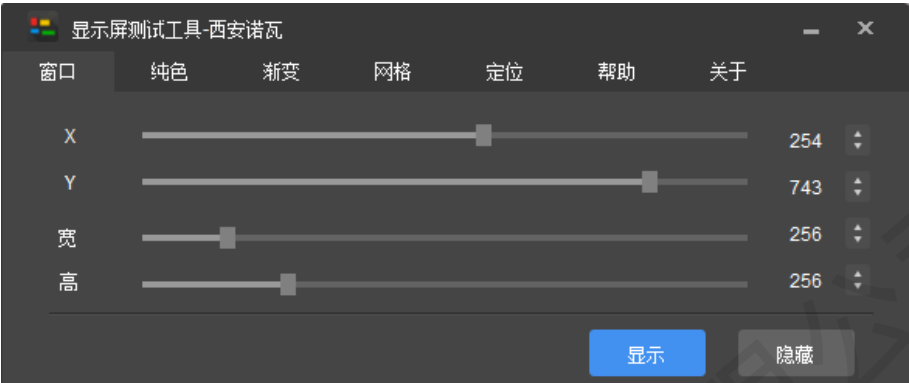 显示屏测试工具-西安诺瓦
窗口 纯色 渐变 网格 定位 帮助 关于
X 254
Y 743
宽 256
高 256
显示 隐藏